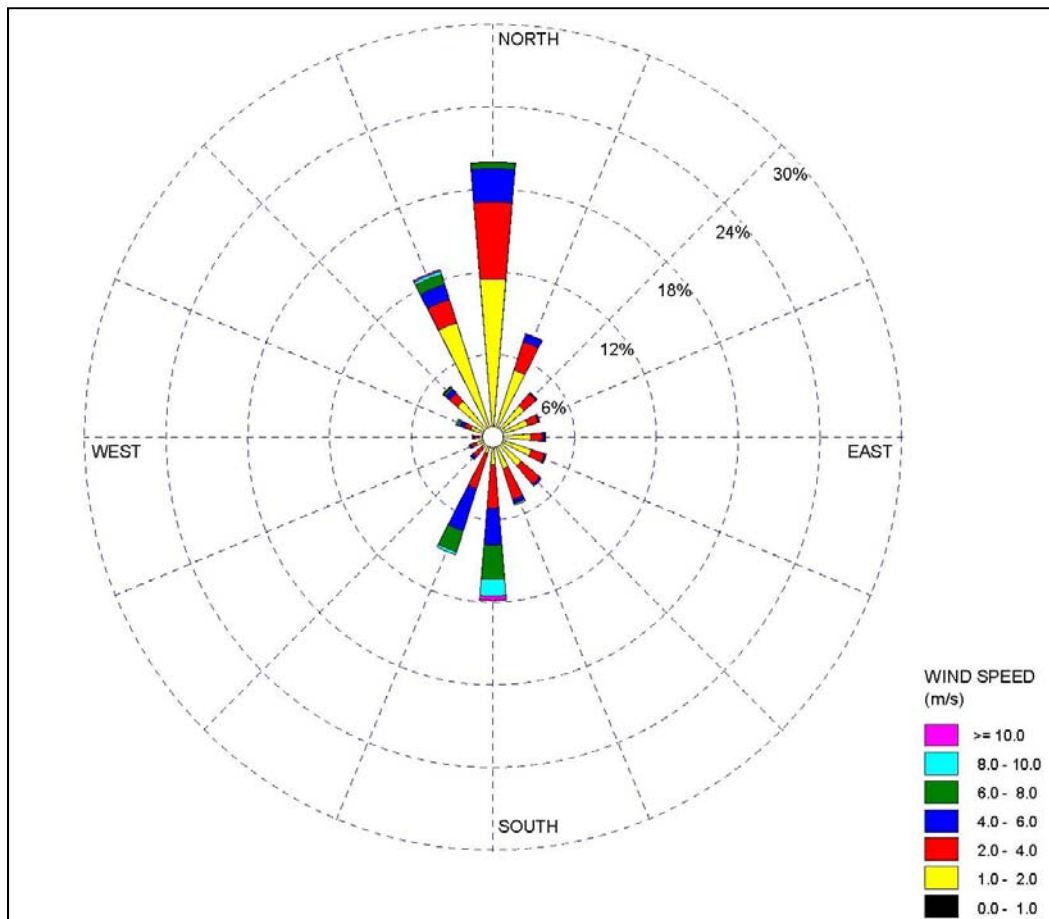 NORTH
30%
24%
18%
12%
6%
WEST
EAST
SOUTH
WIND SPEED
(m/s)
>= 10.0
8.0 - 10.0
6.0 - 8.0
4.0 - 6.0
2.0 - 4.0
1.0 - 2.0
0.0 - 1.0